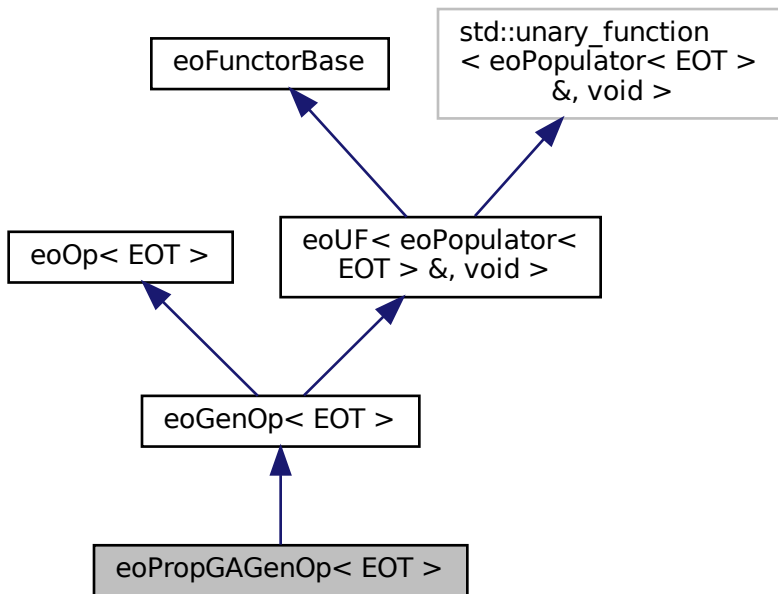 std::unary_function
< eoPopulator< EOT >
&, void >
eoFunctorBase
eoUF< eoPopulator<
EOT > &, void >
eoOp< EOT >
eoGenOp< EOT >
eoPropGAGenOp< EOT >